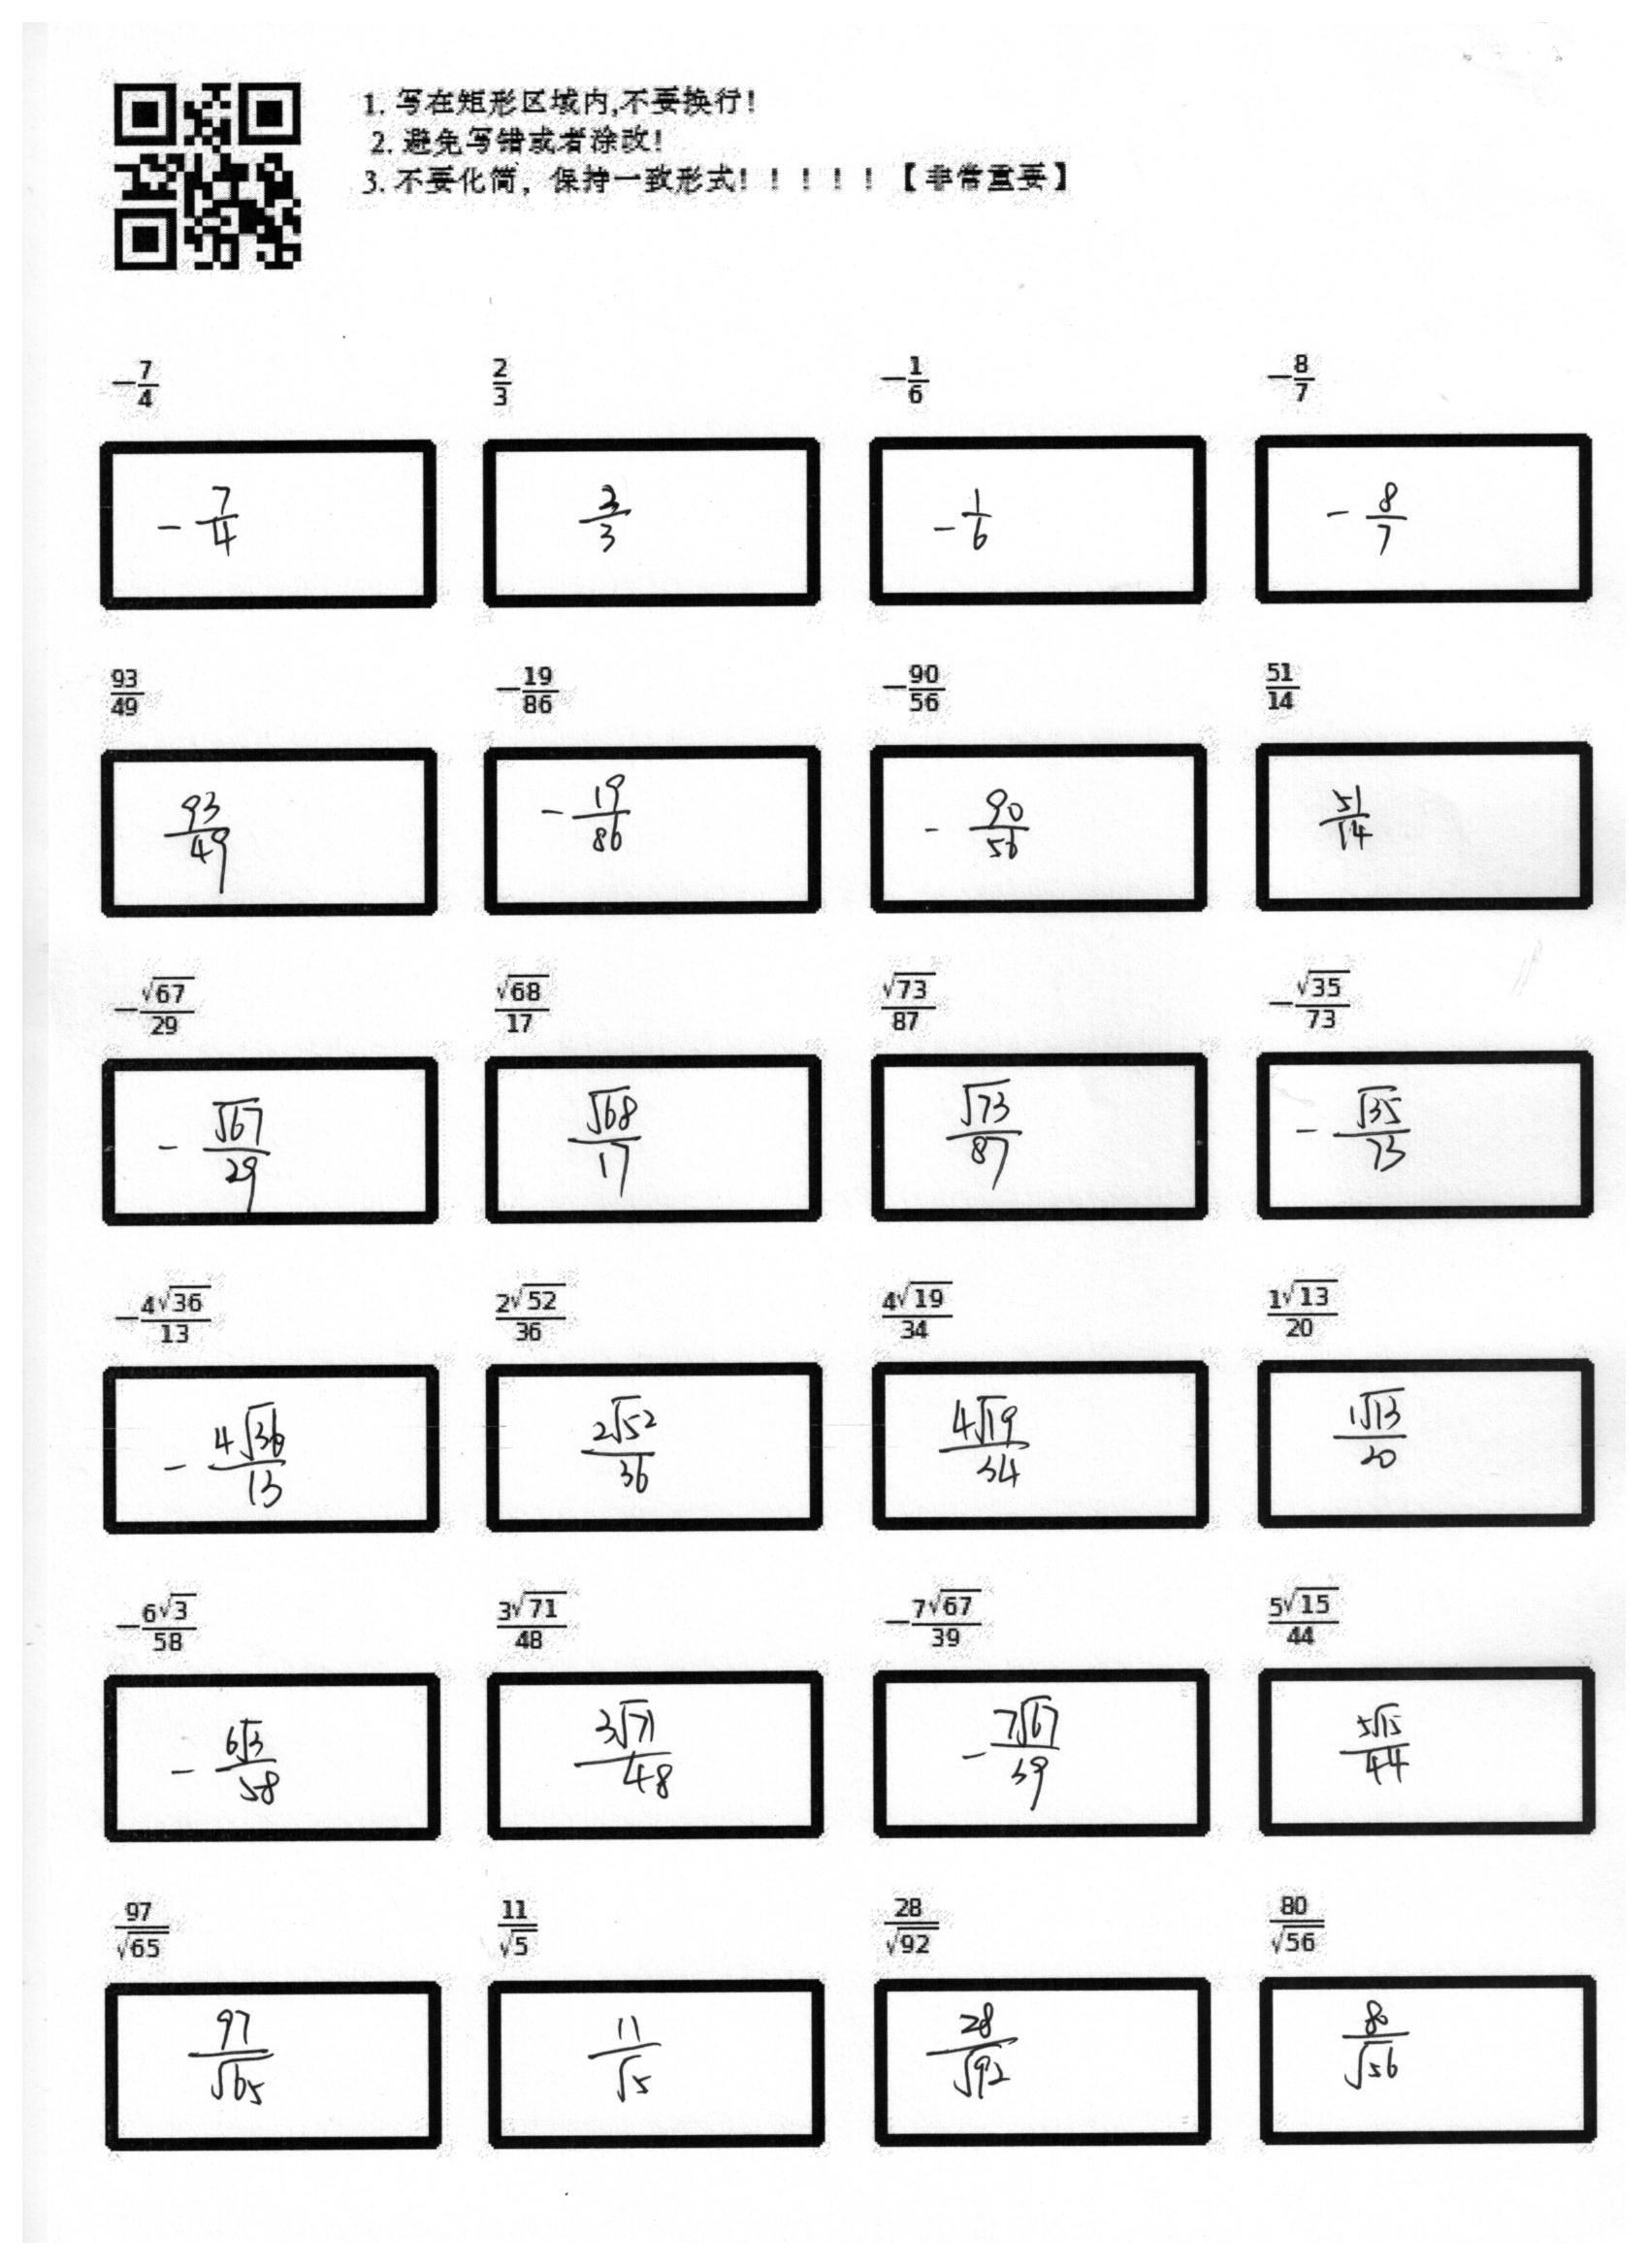 1. 写在矩形区域内,不要换行!
2. 避免写错或者涂改!
3. 不要化简，保持一致形式! ! ! ! ! 【非常重要】
$-\frac{7}{4}$ $\frac{2}{3}$ $-\frac{1}{6}$ $-\frac{8}{7}$
$-\frac{7}{4}$ $\frac{2}{3}$ $-\frac{1}{6}$ $-\frac{8}{7}$
$\frac{93}{49}$ $-\frac{19}{86}$ $-\frac{90}{56}$ $\frac{51}{14}$
$\frac{93}{49}$ $-\frac{19}{86}$ $-\frac{90}{56}$ $\frac{51}{14}$
$-\frac{\sqrt{67}}{29}$ $\frac{\sqrt{68}}{17}$ $\frac{\sqrt{73}}{87}$ $-\frac{\sqrt{35}}{73}$
$-\frac{\sqrt{67}}{29}$ $\frac{\sqrt{68}}{17}$ $\frac{\sqrt{73}}{87}$ $-\frac{\sqrt{35}}{73}$
$-\frac{4\sqrt{36}}{13}$ $\frac{2\sqrt{52}}{36}$ $\frac{4\sqrt{19}}{34}$ $\frac{1\sqrt{13}}{20}$
$-\frac{4\sqrt{36}}{13}$ $\frac{2\sqrt{52}}{36}$ $\frac{4\sqrt{19}}{34}$ $\frac{1\sqrt{13}}{20}$
$-\frac{6\sqrt{3}}{58}$ $\frac{3\sqrt{71}}{48}$ $-\frac{7\sqrt{67}}{39}$ $\frac{5\sqrt{15}}{44}$
$-\frac{6\sqrt{3}}{58}$ $\frac{3\sqrt{71}}{48}$ $-\frac{7\sqrt{67}}{39}$ $\frac{5\sqrt{15}}{44}$
$\frac{97}{\sqrt{65}}$ $\frac{11}{\sqrt{5}}$ $\frac{28}{\sqrt{92}}$ $\frac{80}{\sqrt{56}}$
$\frac{97}{\sqrt{65}}$ $\frac{11}{\sqrt{5}}$ $\frac{28}{\sqrt{92}}$ $\frac{80}{\sqrt{56}}$